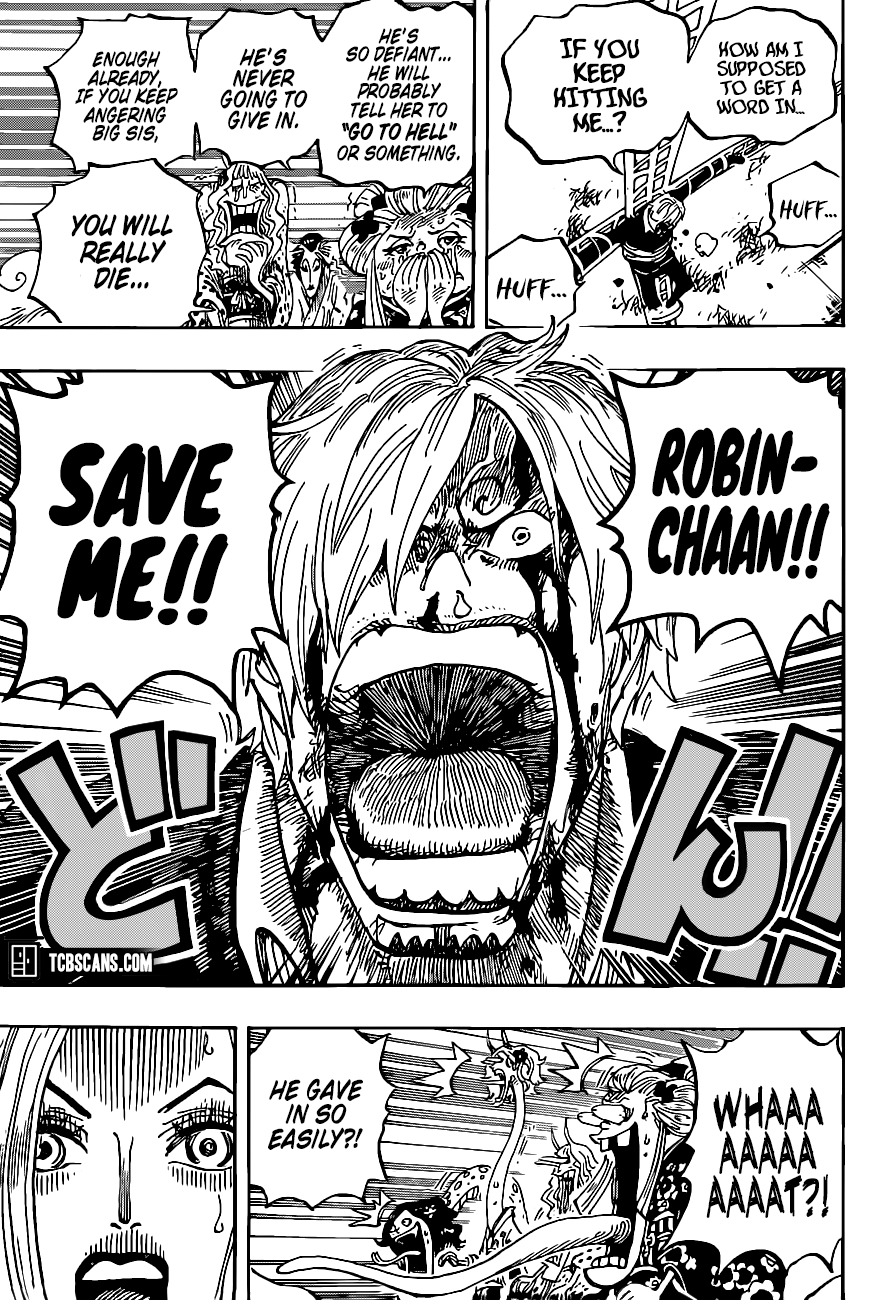 HOW AM I
SUPPOSED
TO GET A
WORD IN...
IF YOU
KEEP
HITTING
ME...?
HUFF...
HUFF...
HE'S
SO DEFIANT...
HE WILL
PROBABLY
TELL HER TO
"GO TO HELL"
OR SOMETHING.
HE'S
NEVER
GOING TO
GIVE IN.
ENOUGH
ALREADY,
IF YOU KEEP
ANGERING
BIG SIS,
YOU WILL
REALLY
DIE...
ROBIN-
CHAAN!!
SAVE
ME!!
どん!!
TCBSCANS.COM
WHAAA
AAAAA
AAAAT?!
HE GAVE
IN SO
EASILY?!